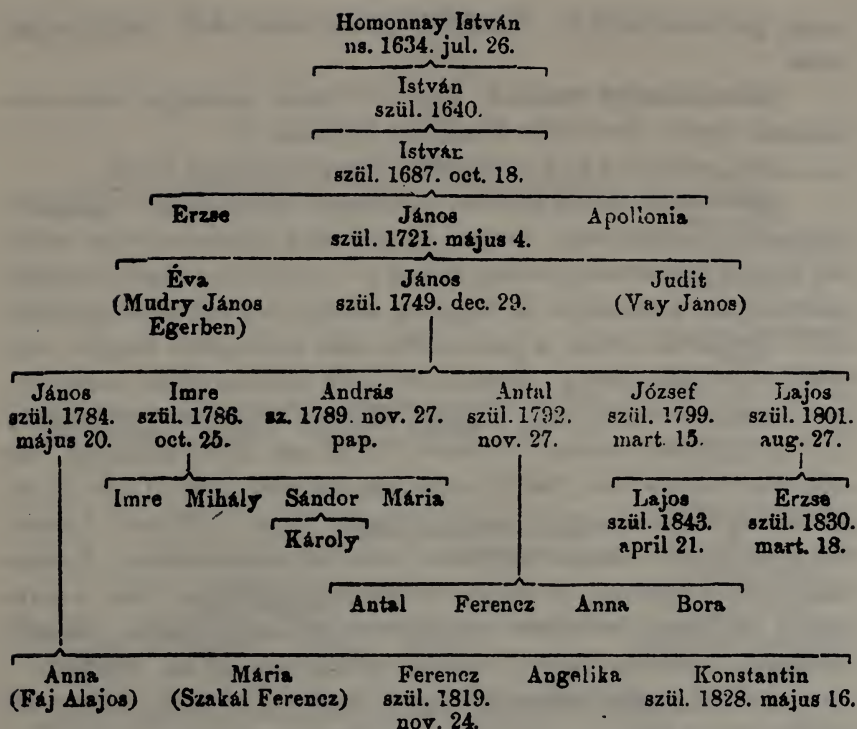 Homonnay István
ns. 1634. jul. 26.
István
szül. 1640.
István
szül. 1687. oct. 18.
Erzse János Apollonia
szül. 1721. május 4.
Éva János Judit
(Mudry János szül. 1749. dec. 29. (Vay János)
Egerben)
János Imre András Antal József Lajos
szül. 1784. szül. 1786. sz. 1789. nov. 27. szül. 1792. szül. 1799. szül. 1801.
május 20. oct. 25. pap. nov. 27. mart. 15. aug. 27.
Imre Mihály Sándor Mária
Károly
Lajos Erzse
szül. 1843. szül. 1830.
april 21. mart. 18.
Antal Ferencz Anna Bora
Anna Mária Ferencz Angelika Konstantin
(Fáj Alajos) (Szakál Ferencz) szül. 1819. szül. 1828. május 16.
nov. 24.